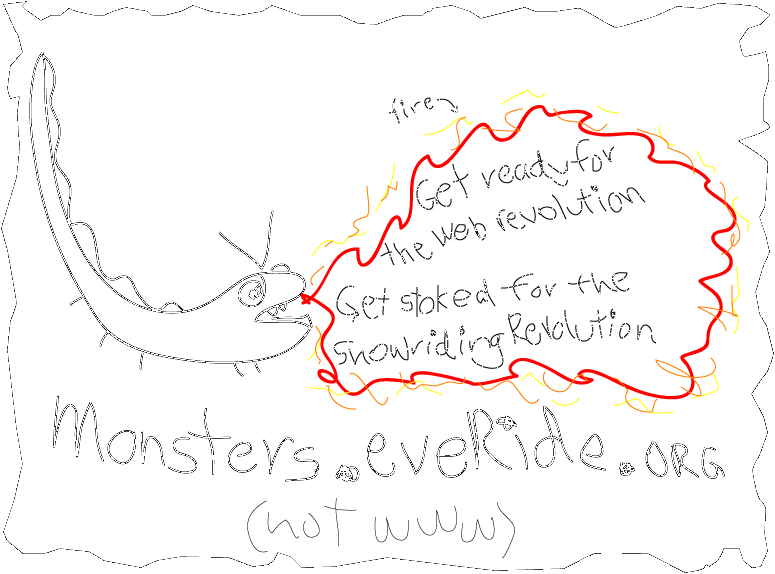 fire
Get ready for
the web revolution
Get stoked for the
snowriding Revolution
Monsters.eveRide.ORG
(not www)